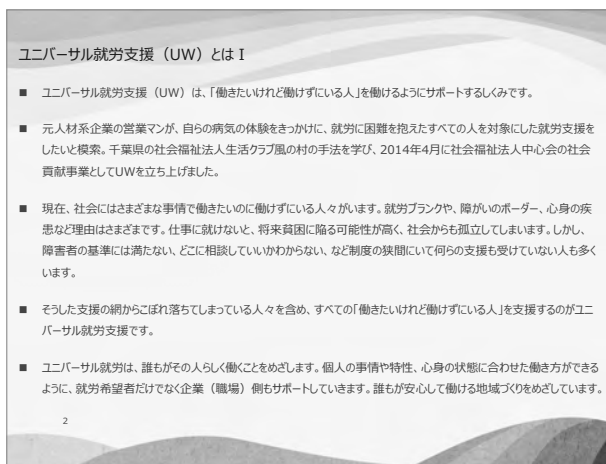 ユニバーサル就労支援（UW）とは I
■ ユニバーサル就労支援（UW）は、「働きたいけれど働けずにいる人」を働けるようにサポートするしくみです。
■ 元人材系企業の営業マンが、自らの病気の体験をきっかけに、就労に困難を抱えたすべての人を対象にした就労支援を
したいと模索。千葉県の社会福祉法人生活クラブ風の村の手法を学び、2014年4月に社会福祉法人中心会の社会
貢献事業としてUWを立ち上げました。
■ 現在、社会にはさまざまな事情で働きたいのに働けずにいる人々がいます。就労ブランクや、障がいのボーダー、心身の疾
患など理由はさまざまです。仕事に就けないと、将来貧困に陥る可能性が高く、社会からも孤立してしまいます。しかし、
障害者の基準には満たない、どこに相談していいかわからない、など制度の狭間にいて何らの支援も受けていない人も多く
います。
■ そうした支援の網からこぼれ落ちてしまっている人々を含め、すべての「働きたいけれど働けずにいる人」を支援するのがユニ
バーサル就労支援です。
■ ユニバーサル就労は、誰もがその人らしく働くことをめざします。個人の事情や特性、心身の状態に合わせた働き方ができる
ように、就労希望者だけでなく企業（職場）側もサポートしていきます。誰もが安心して働ける地域づくりをめざしています。
2